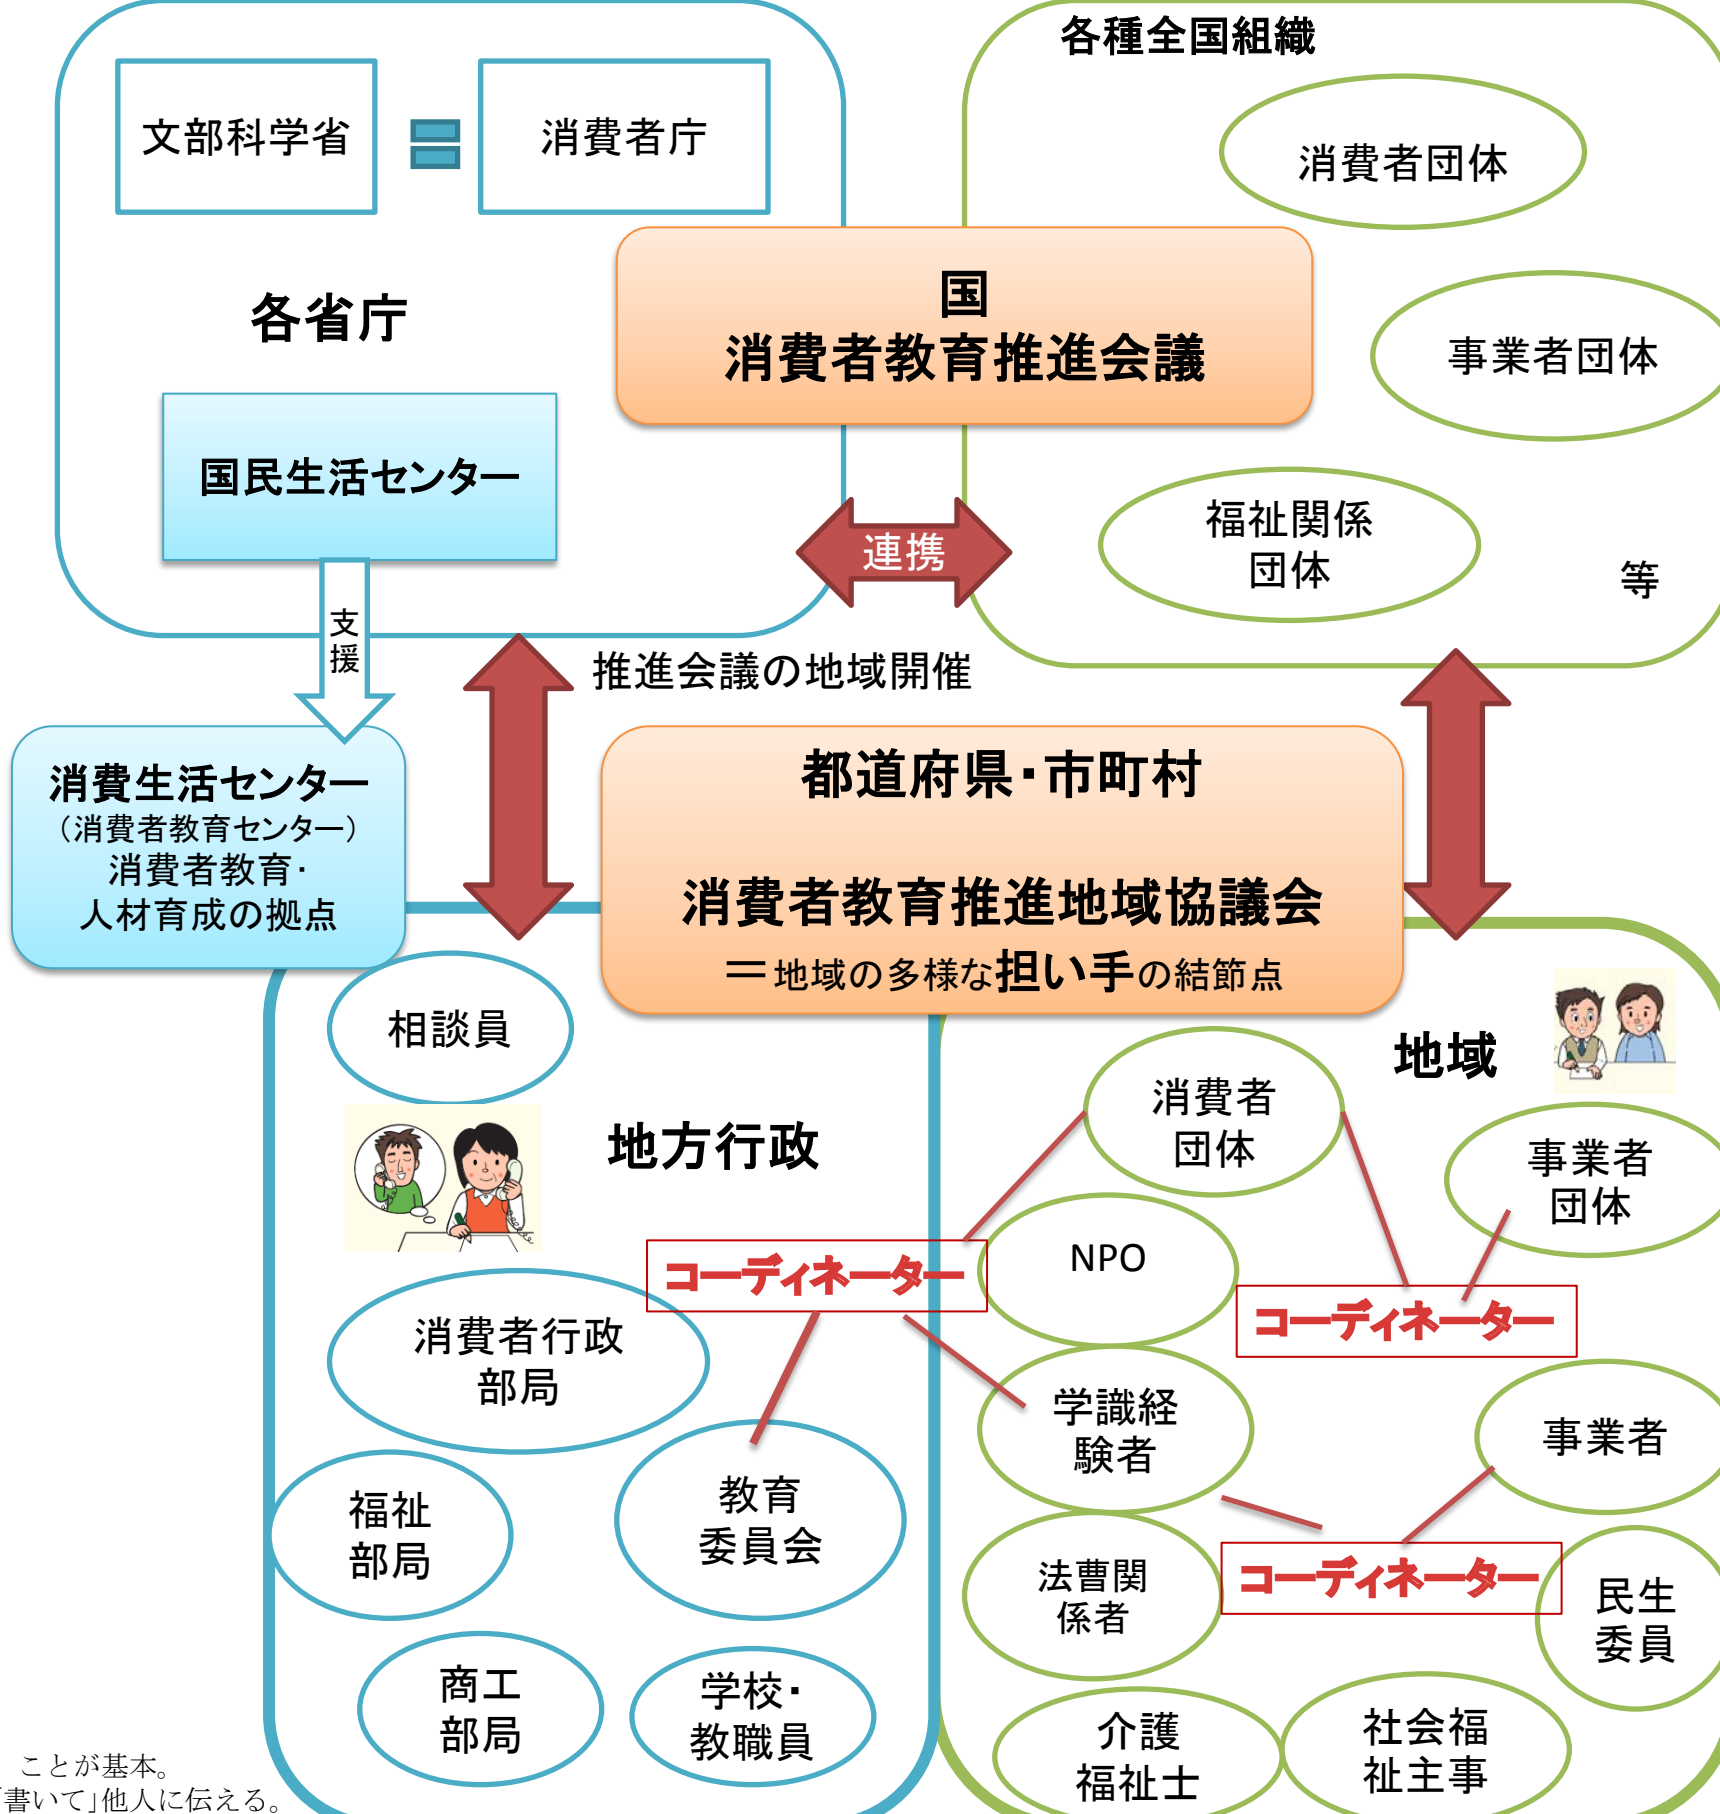 各種全国組織
文部科学省
消費者庁
消費者団体
各省庁
国
消費者教育推進会議
事業者団体
国民生活センター
福祉関係
団体
等
連携
支
援
推進会議の地域開催
消費生活センター
（消費者教育センター）
消費者教育・
人材育成の拠点
都道府県・市町村
消費者教育推進地域協議会
＝地域の多様な担い手の結節点
相談員
地方行政
地域
消費者
団体
事業者
団体
NPO
コーディネーター
コーディネーター
消費者行政
部局
学識経
験者
事業者
教育
委員会
福祉
部局
法曹関
係者
コーディネーター
民生
委員
商工
部局
学校・
教職員
介護
福祉士
社会福
祉主事
ことが基本。
「書いて」他人に伝える。